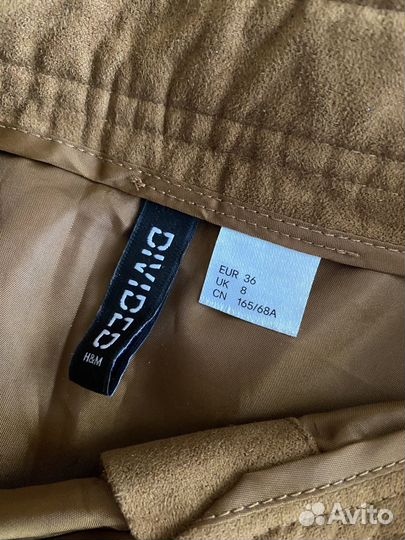 DIVIDED
H&M
EUR 36
UK 8
CN 165/68A
Avito